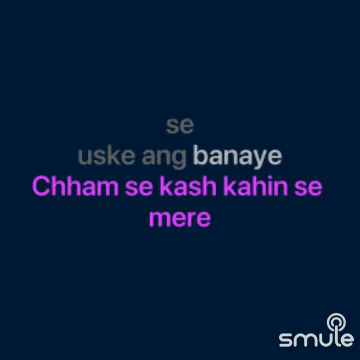 se
uske ang banaye
Chham se kash kahin se
mere
smule